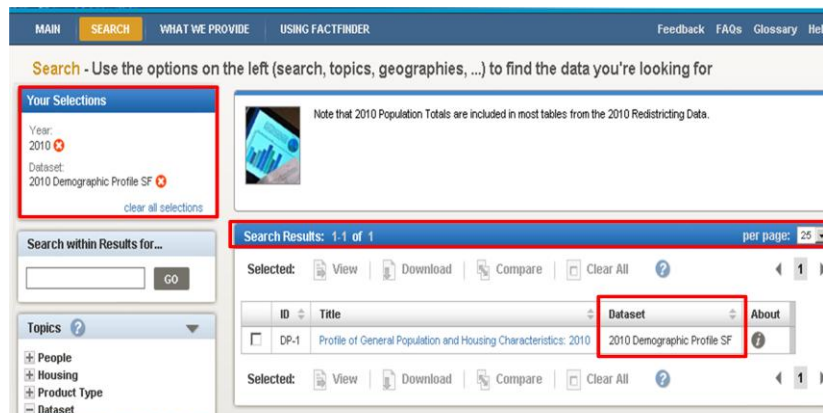 MAIN SEARCH WHAT WE PROVIDE USING FACTFINDER Feedback FAQs Glossary
Search - Use the options on the left (search, topics, geographies, ...) to find the data you're looking for
Your Selections
Year:
2010
Dataset:
2010 Demographic Profile SF
clear all selections
Note that 2010 Population Totals are included in most tables from the 2010 Redistricting Data.
Search within Results for...
GO
Topics ?
People
Housing
Product Type
Dataset
Search Results: 1-1 of 1 per page: 25
Selected: View Download Compare Clear All ? 1
ID Title Dataset About
DP-1 Profile of General Population and Housing Characteristics: 2010 2010 Demographic Profile SF i
Selected: View Download Compare Clear All ? 1